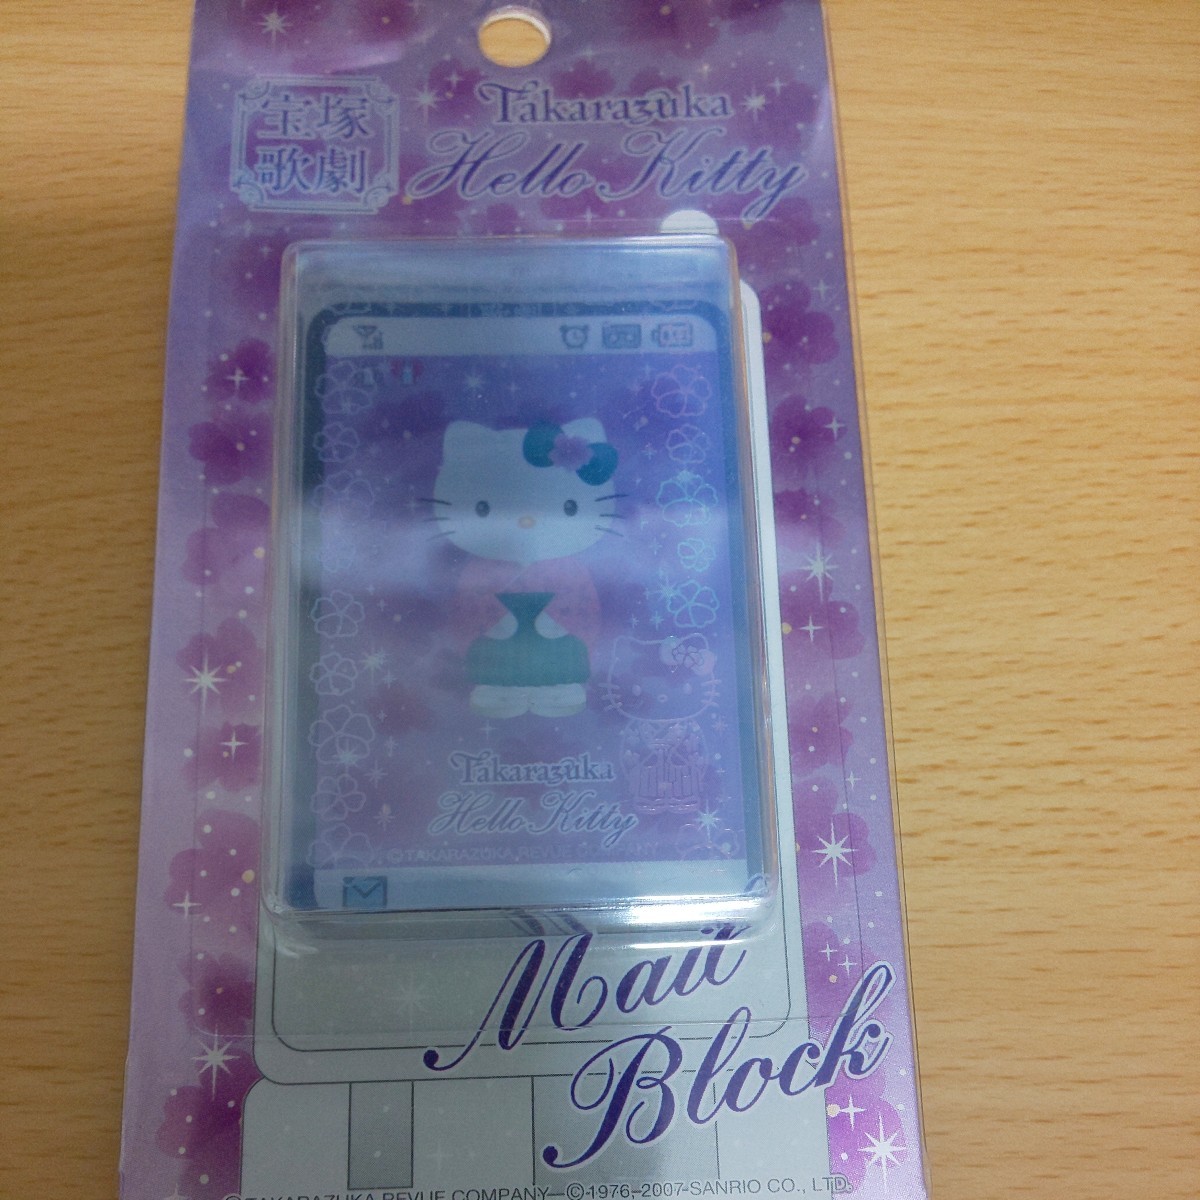 宝塚
歌劇
Takarazuka
Hello Kitty
Takarazuka
Hello Kitty
©TAKARAZUKA REVUE COMPANY
Mail
Block
©TAKARAZUKA REVUE COMPANY ©1976, 2007 SANRIO CO., LTD.